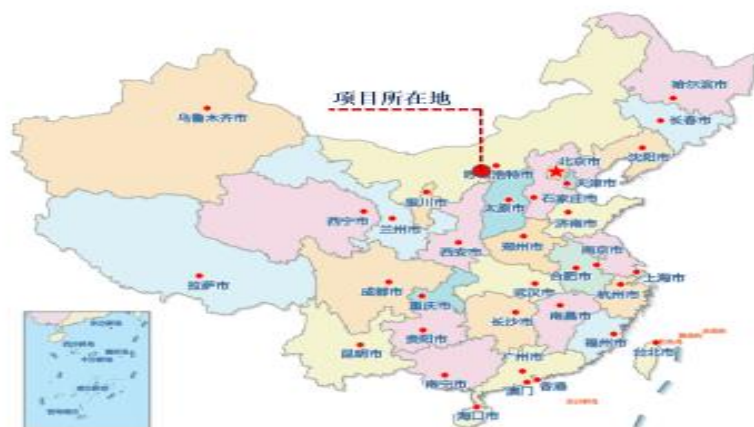 哈尔滨市
项目所在地
乌鲁木齐市
长春市
沈阳市
北京市
呼 浩特市
天津市
银川市
石家庄市
太原市
西宁市
兰州市
济南市
西安市
郑州市
南京市
合肥市
上海市
拉萨市
成都市
武汉市
杭州市
重庆市
长沙市
南昌市
贵阳市
福州市
昆明市
台北市
广州市
南宁市
香港
澳门
海口市